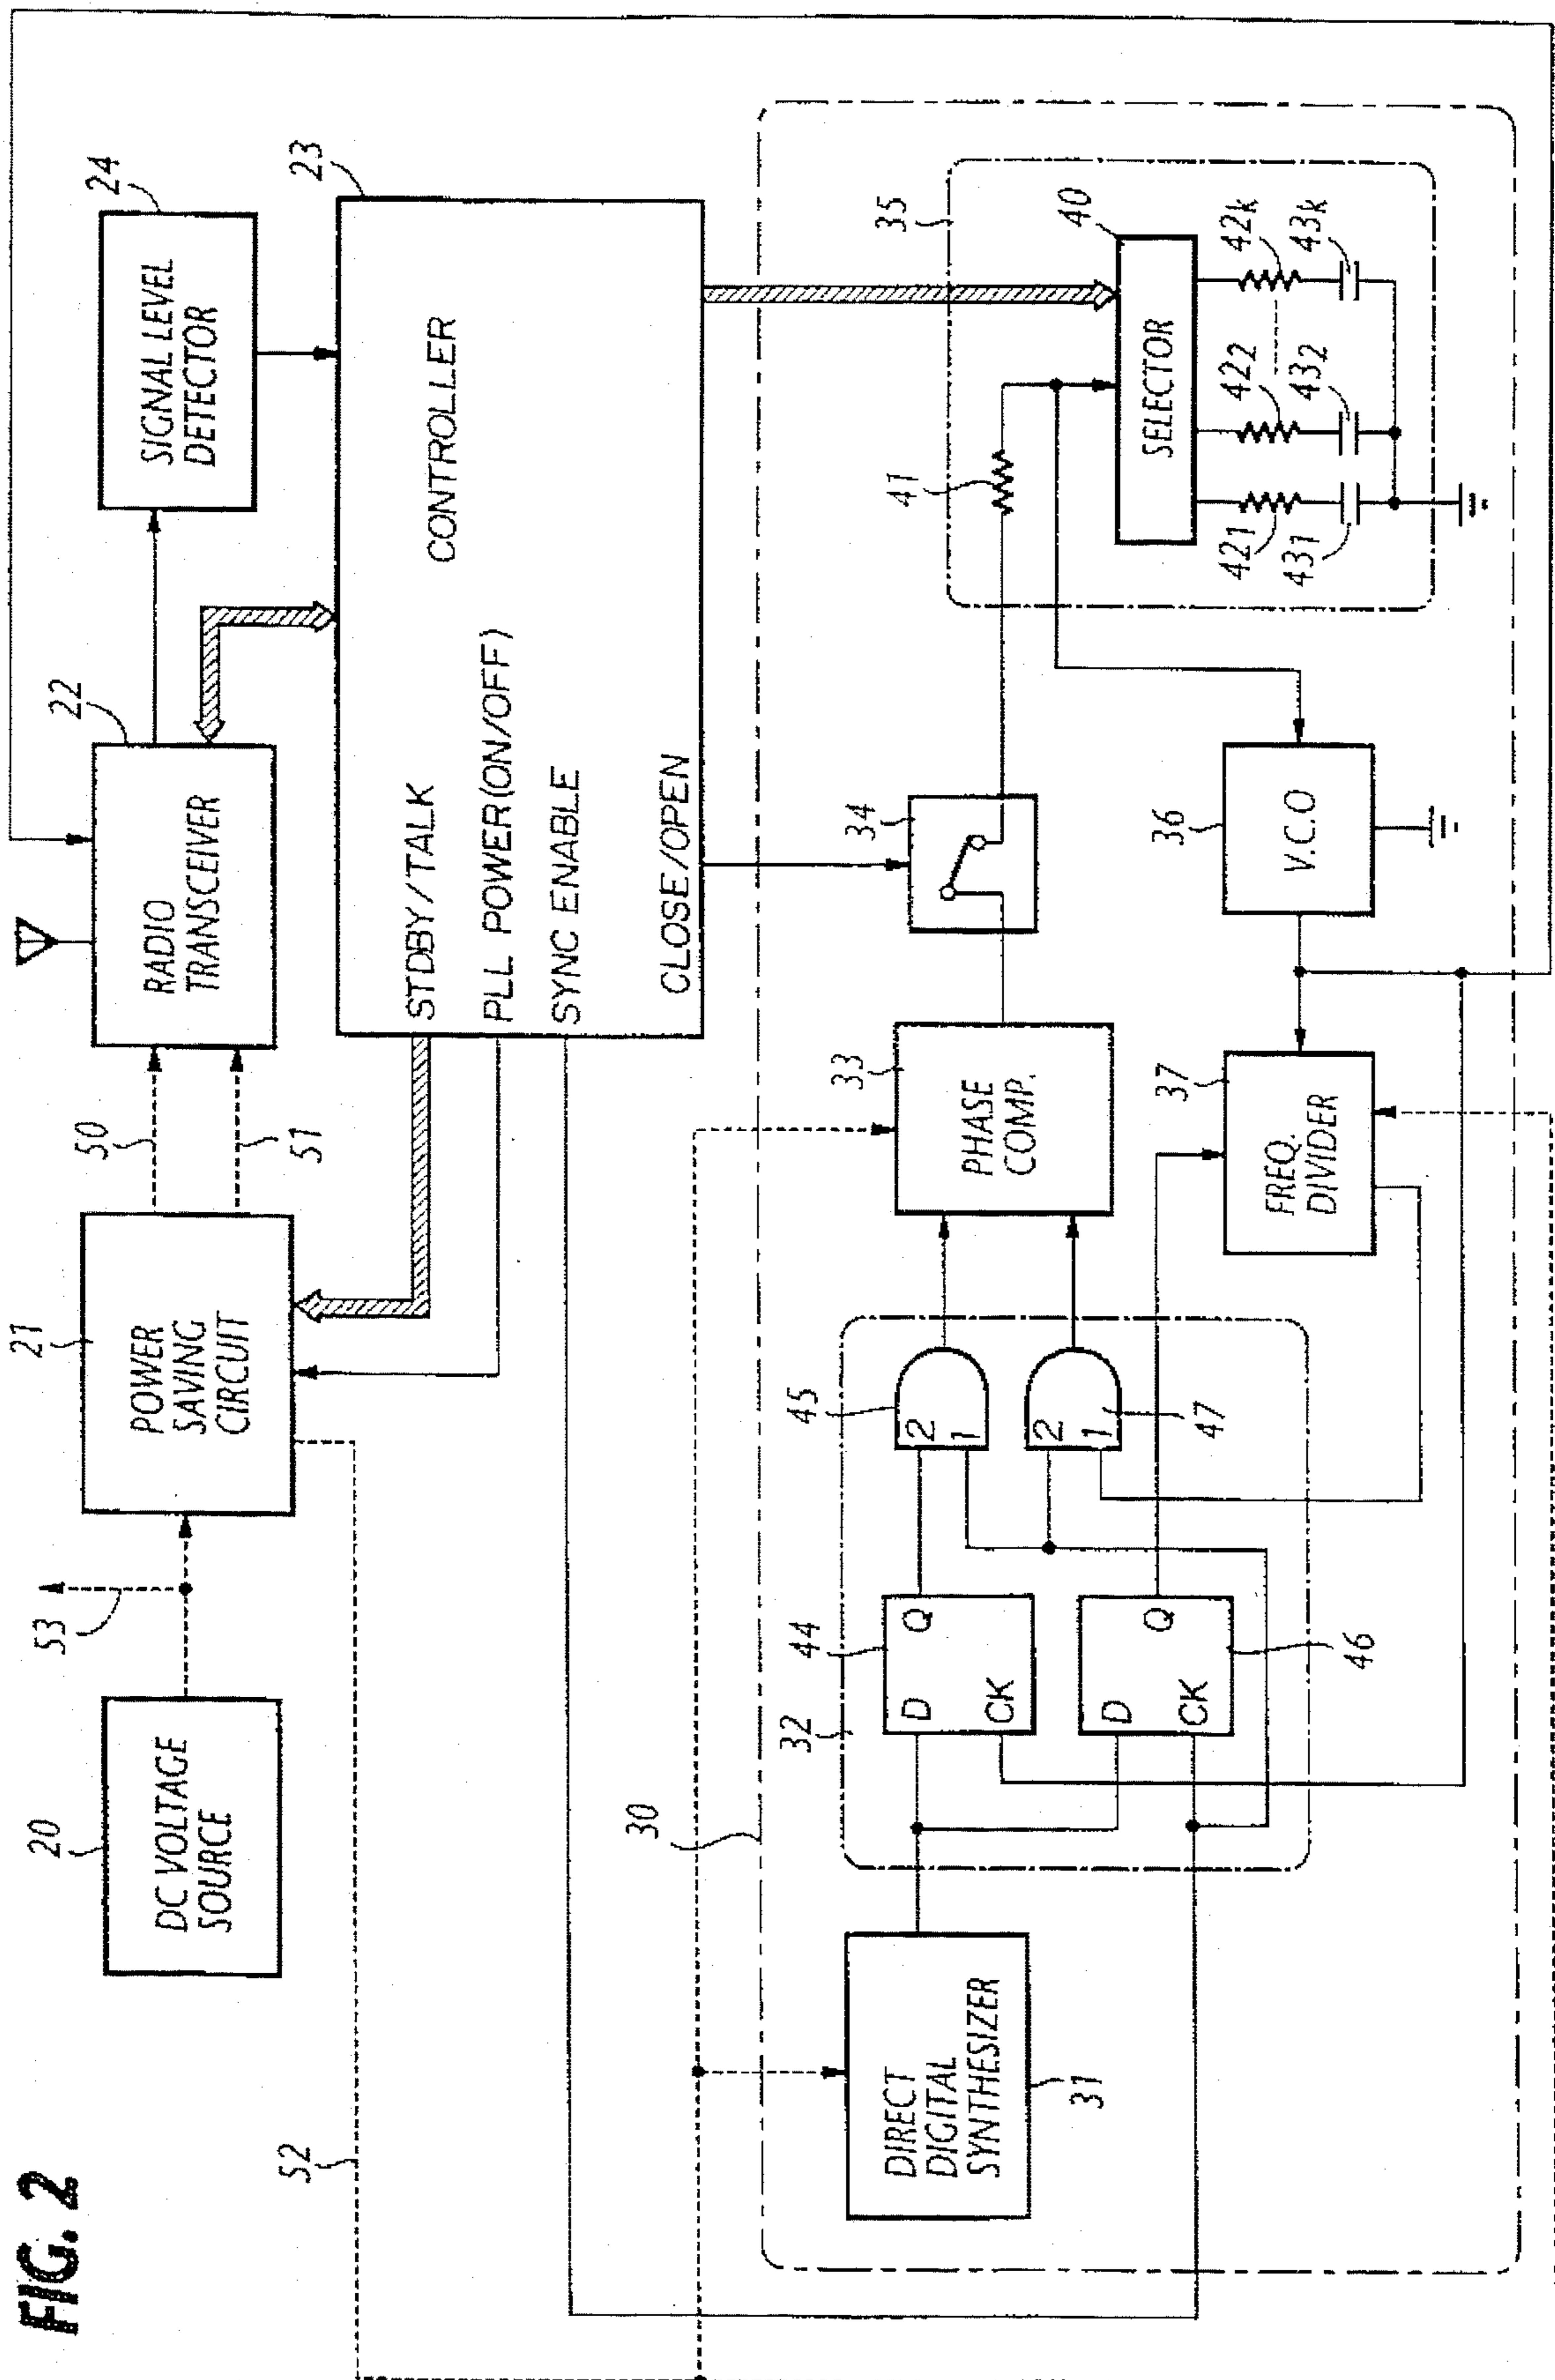 FIG. 2
20
DC VOLTAGE
SOURCE
53
21
POWER
SAVING
CIRCUIT
50
51
22
RADIO
TRANSCEIVER
24
SIGNAL LEVEL
DETECTOR
52
23
CONTROLLER
STDBY/TALK
PLL POWER(ON/OFF)
SYNC ENABLE
CLOSE/OPEN
30
31
DIRECT
DIGITAL
SYNTHESIZER
32
44
D
Q
CK
46
D
Q
CK
45
2
1
47
2
1
33
PHASE
COMP.
34
35
41
40
SELECTOR
421
422
42k
431
432
43k
36
V.C.O
37
FREQ.
DIVIDER